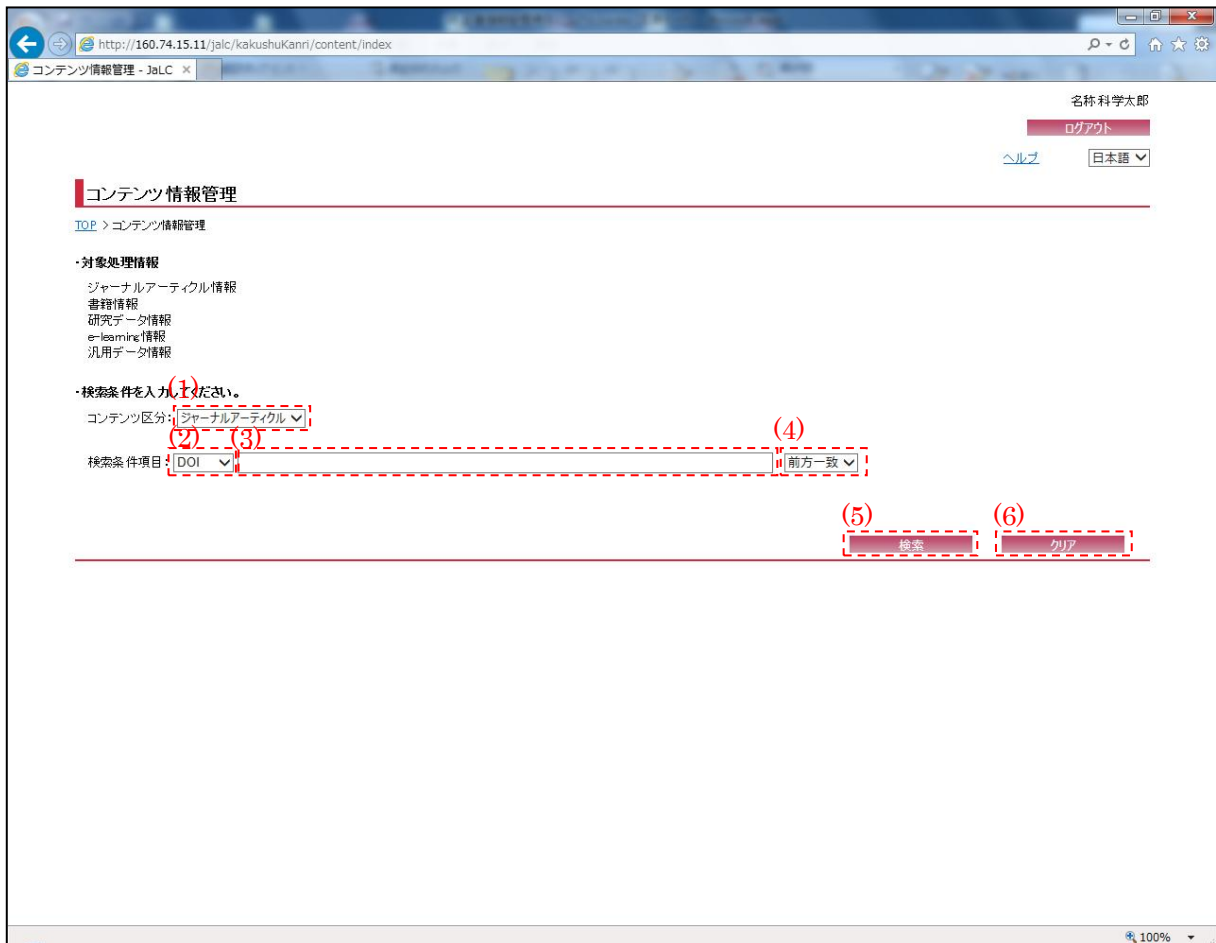 http://160.74.15.11/jalc/kakushuKanri/content/index
コンテンツ情報管理 - JaLC ×
名称 科学太郎
ログアウト
ヘルプ 日本語
コンテンツ情報管理
TOP > コンテンツ情報管理
・対象処理情報
ジャーナルアーティクル情報
書籍情報
研究データ情報
e-learning情報
汎用データ情報
・検索条件を入力してください。
(1)
コンテンツ区分: ジャーナルアーティクル
(2) (3) (4)
検索条件項目: DOI 前方一致
(5) (6)
検索 クリア
100%